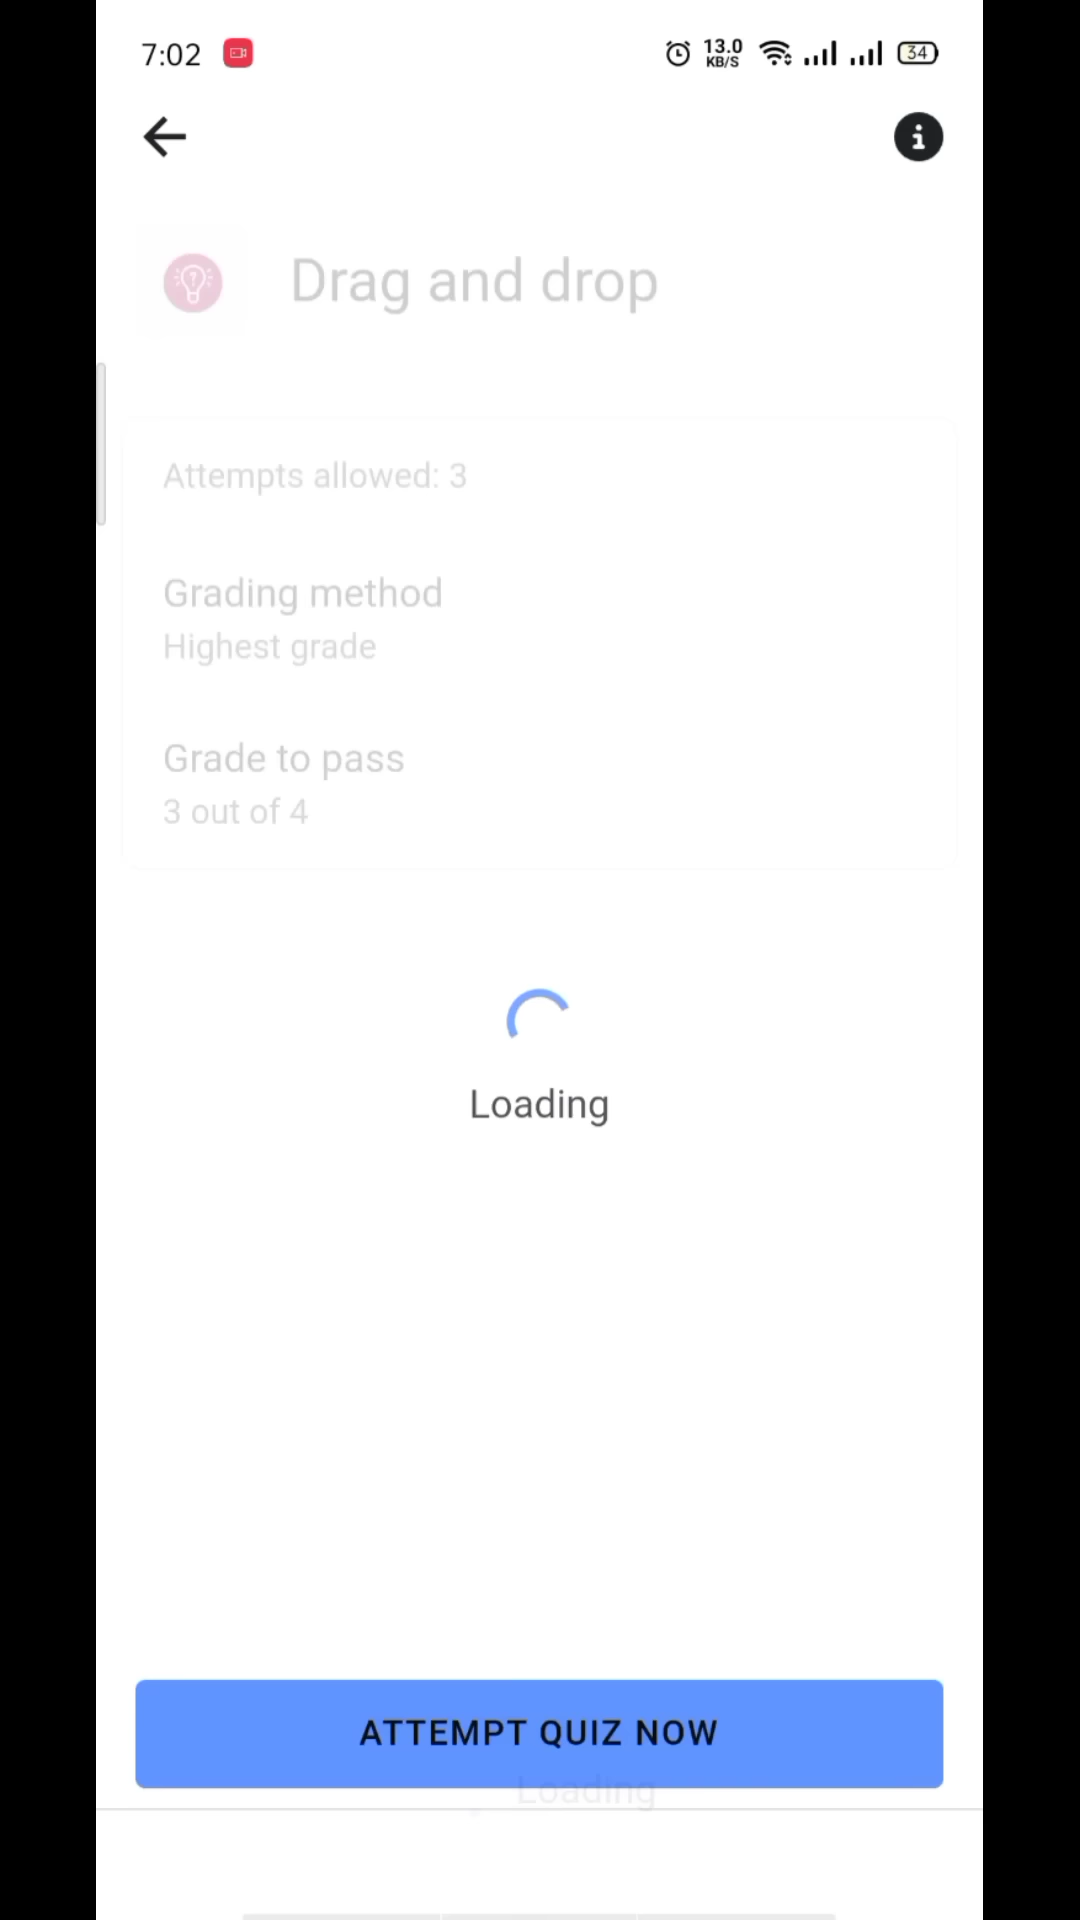 7:02 13.0 KB/S 34
Drag and drop
Attempts allowed: 3
Grading method
Highest grade
Grade to pass
3 out of 4
Loading
ATTEMPT QUIZ NOW
Loading